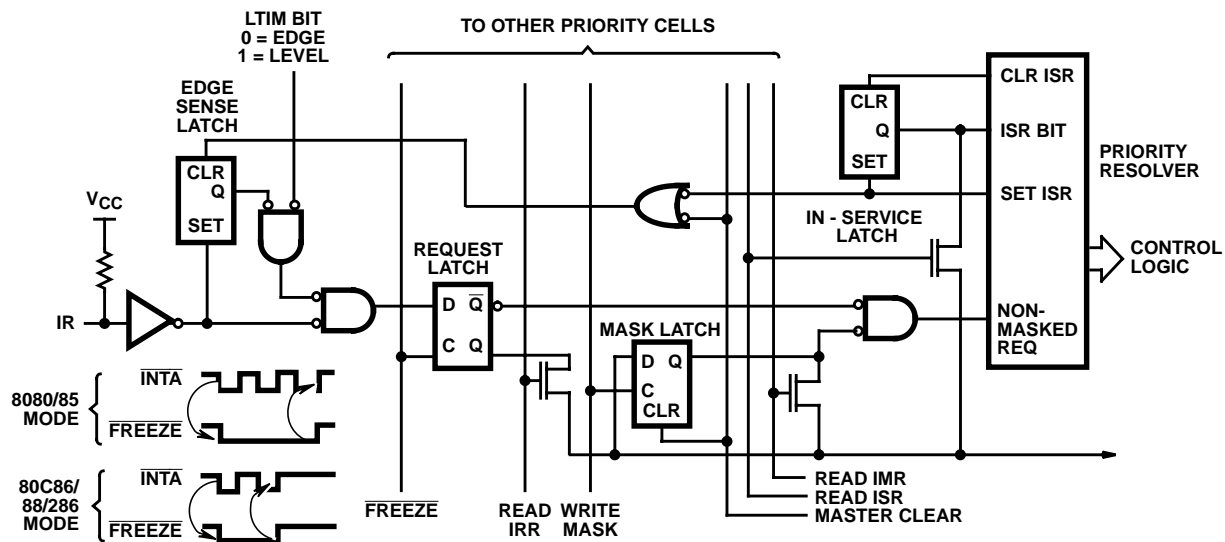 LTIM BIT
0 = EDGE
1 = LEVEL
TO OTHER PRIORITY CELLS
EDGE
SENSE
LATCH
CLR
Q
SET
VCC
IR
REQUEST
LATCH
D Q
C Q
MASK LATCH
D Q
C
CLR
CLR
Q
SET
IN - SERVICE
LATCH
CLR ISR
ISR BIT
SET ISR
NON-
MASKED
REQ
PRIORITY
RESOLVER
CONTROL
LOGIC
8080/85
MODE
INTA
FREEZE
80C86/
88/286
MODE
INTA
FREEZE
FREEZE
READ
IRR
WRITE
MASK
READ IMR
READ ISR
MASTER CLEAR